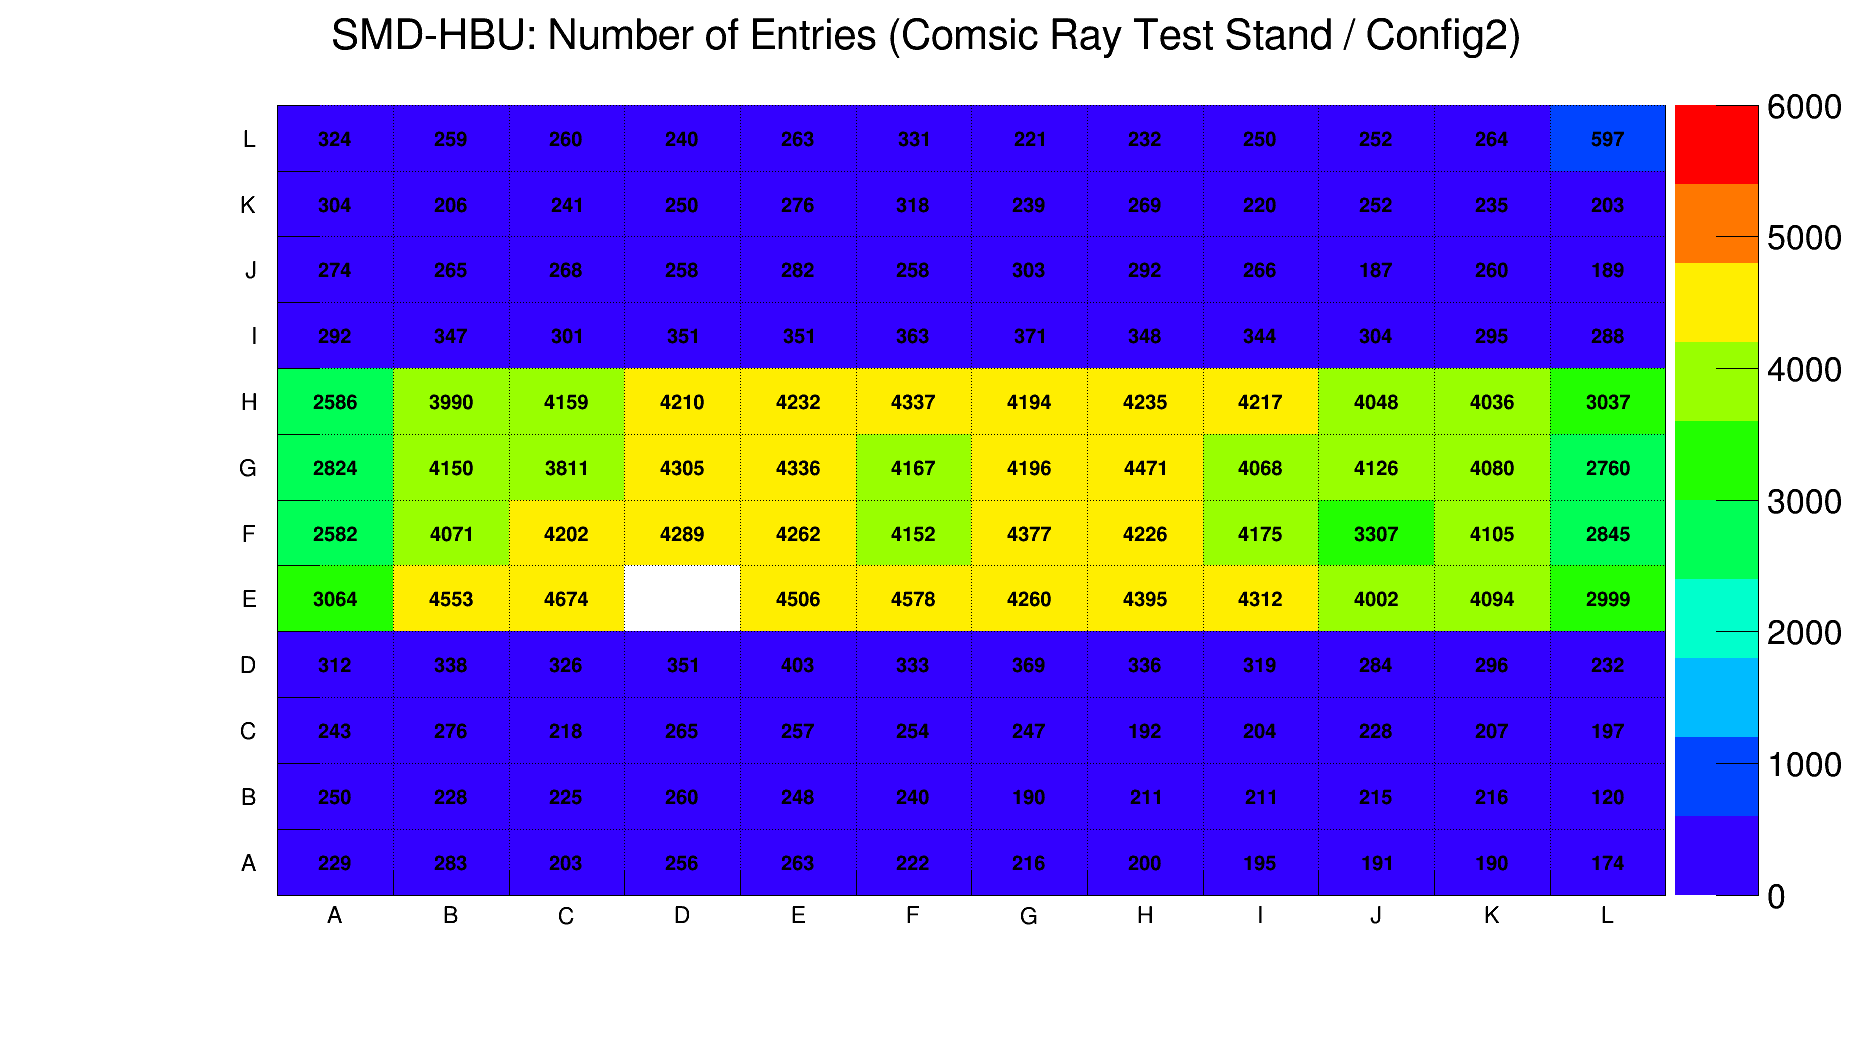 SMD-HBU: Number of Entries (Comsic Ray Test Stand / Config2)
6000
L 324 259 260 240 263 331 221 232 250 252 264 597
K 304 206 241 250 276 318 239 269 220 252 235 203
5000
J 274 265 268 258 282 258 303 292 266 187 260 189
I 292 347 301 351 351 363 371 348 344 304 295 288
4000
H 2586 3990 4159 4210 4232 4337 4194 4235 4217 4048 4036 3037
G 2824 4150 3811 4305 4336 4167 4196 4471 4068 4126 4080 2760
3000
F 2582 4071 4202 4289 4262 4152 4377 4226 4175 3307 4105 2845
E 3064 4553 4674 4506 4578 4260 4395 4312 4002 4094 2999
2000
D 312 338 326 351 403 333 369 336 319 284 296 232
C 243 276 218 265 257 254 247 192 204 228 207 197
1000
B 250 228 225 260 248 240 190 211 211 215 216 120
A 229 283 203 256 263 222 216 200 195 191 190 174
0
A B C D E F G H I J K L